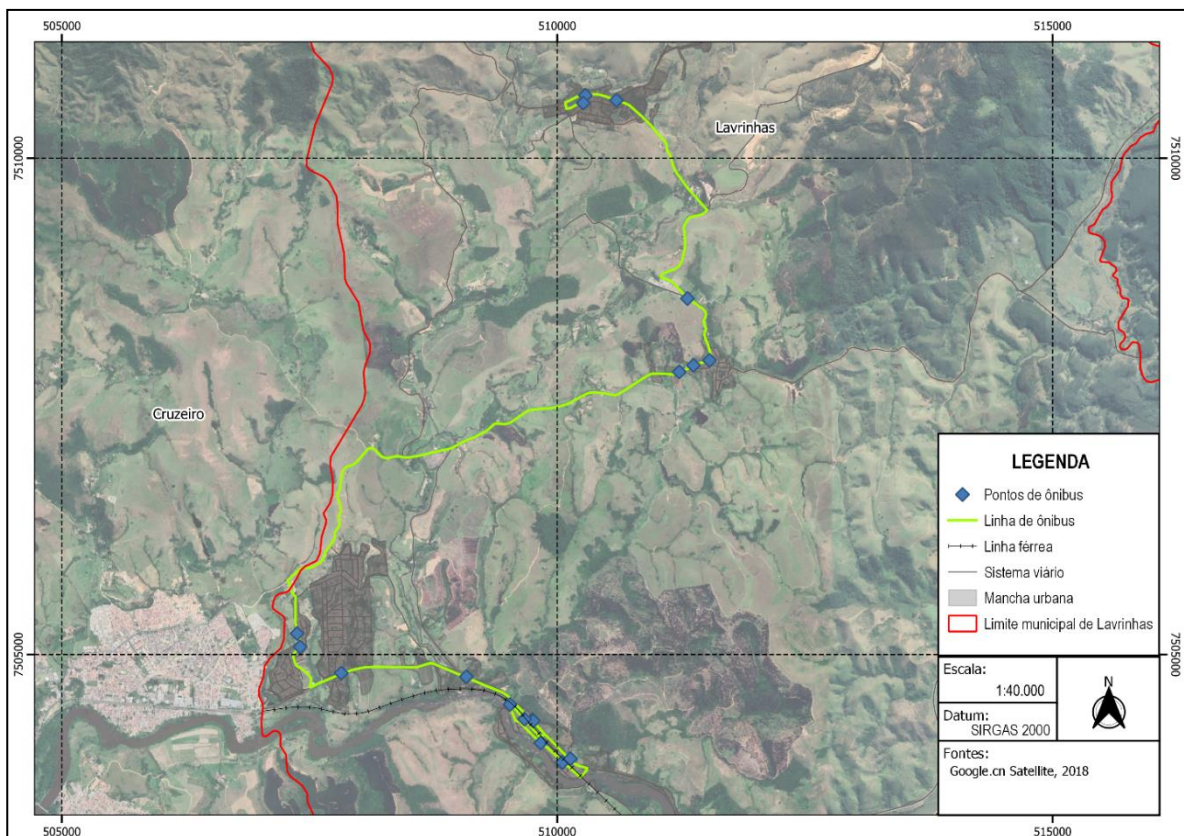 505000
510000
515000
Lavrinhas
7510000
7510000
Cruzeiro
LEGENDA
Pontos de ônibus
Linha de ônibus
Linha férrea
Sistema viário
Mancha urbana
Limite municipal de Lavrinhas
7505000
7505000
Escala:
1:40.000
N
Datum:
SIRGAS 2000
Fontes:
Google.cn Satellite, 2018
505000
510000
515000